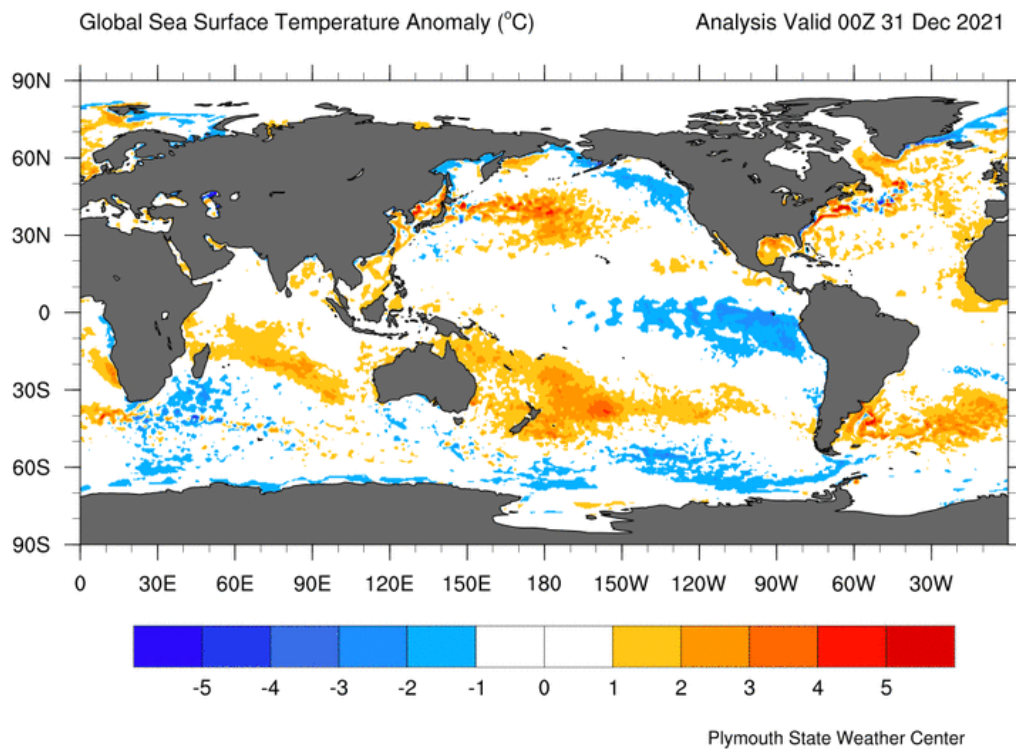 Global Sea Surface Temperature Anomaly (°C) Analysis Valid 00Z 31 Dec 2021
90N
60N
30N
0
30S
60S
90S
0 30E 60E 90E 120E 150E 180 150W 120W 90W 60W 30W
-5 -4 -3 -2 -1 0 1 2 3 4 5
Plymouth State Weather Center